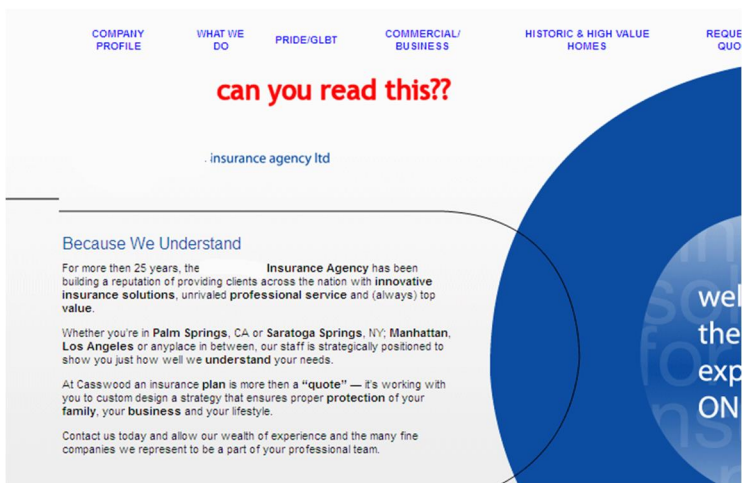 COMPANY PROFILE
WHAT WE DO
PRIDE/GLBT
COMMERCIAL/ BUSINESS
HISTORIC & HIGH VALUE HOMES
can you read this??
insurance agency ltd
Because We Understand
For more then 25 years, the Insurance Agency has been
building a reputation of providing clients across the nation with innovative
insurance solutions, unrivaled professional service and (always) top
value.
Whether you're in Palm Springs, CA or Saratoga Springs, NY; Manhattan,
Los Angeles or anyplace in between, our staff is strategically positioned to
show you just how well we understand your needs.
At Casswood an insurance plan is more then a “quote” — it's working with
you to custom design a strategy that ensures proper protection of your
family, your business and your lifestyle.
Contact us today and allow our wealth of experience and the many fine
companies we represent to be a part of your professional team.
wel
the
exp
ON